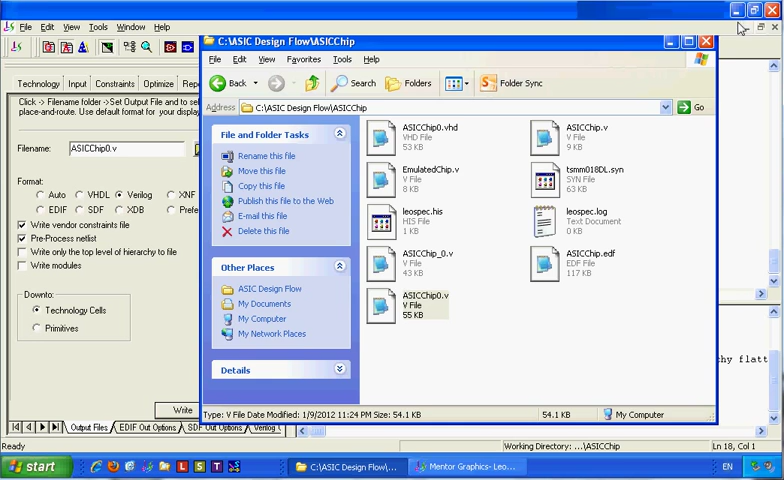 File Edit View Tools Window Help
Technology Input Constraints Optimize Rep
Click -> Filename folder ->Set Output File and to se
place-and-route. Use default format for your display
Filename: ASICChip0.v
Format:
Auto VHDL Verilog XNF
EDIF SDF XDB Prefe
Write vendor constraints file
Pre-Process netlist
Write only the top level of hierarchy to file
Write modules
Downto:
Technology Cells
Primitives
Write
Output Files EDIF Out Options SDF Out Options Verilog
Ready
C:\ASIC Design Flow\ASICChip
File Edit View Favorites Tools Help
Back Search Folders Folder Sync
Address C:\ASIC Design Flow\ASICChip Go
File and Folder Tasks
Rename this file
Move this file
Copy this file
Publish this file to the Web
E-mail this file
Delete this file
Other Places
ASIC Design Flow
My Documents
My Computer
My Network Places
Details
ASICChip0.vhd
VHD File
53 KB
ASICChip.v
V File
9 KB
EmulatedChip.v
V File
8 KB
tsmm018DL.syn
SYN File
63 KB
leospec.his
HIS File
1 KB
leospec.log
Text Document
0 KB
ASICChip_0.v
V File
43 KB
ASICChip.edf
EDF File
117 KB
ASICChip0.v
V File
55 KB
Type: V File Date Modified: 1/9/2012 11:24 PM Size: 54.1 KB 54.1 KB My Computer
hy flatt
Working Directory: ...\ASICChip Ln 18, Col 1
start C:\ASIC Design Flow\... Mentor Graphics- Leo... EN